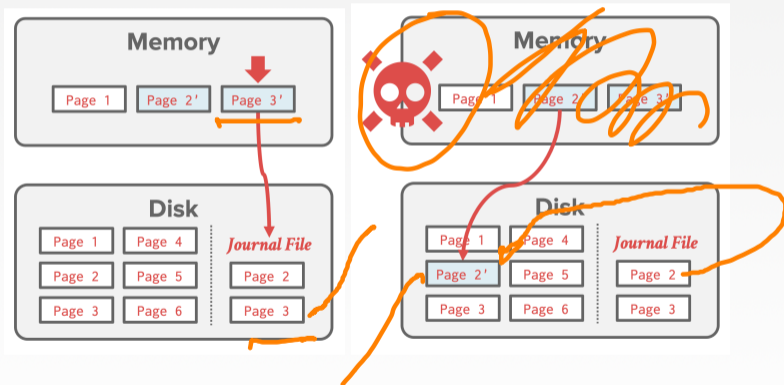 Memory
Page 1 Page 2' Page 3'
Disk
Page 1 Page 4
Journal File
Page 2 Page 5 Page 2
Page 3 Page 6 Page 3
Memory
Page 1 Page 2' Page 3'
Disk
Page 1 Page 4
Journal File
Page 2' Page 5 Page 2
Page 3 Page 6 Page 3